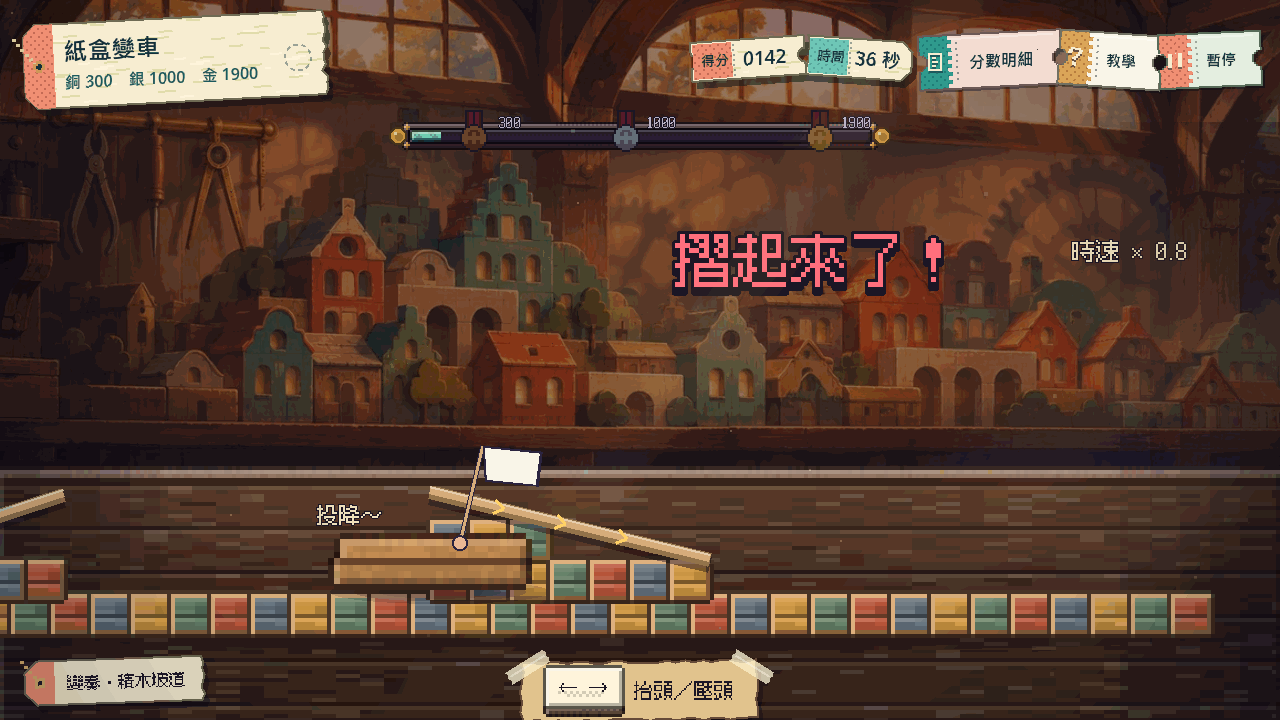 紙盒變車
銅 300 銀 1000 金 1900
得分 0142
時間 36 秒
分數明細
? 教學
暫停
300 1000 1900
摺起來了!
時速 × 0.8
投降~
變奏・積木坡道
抬頭/壓頭